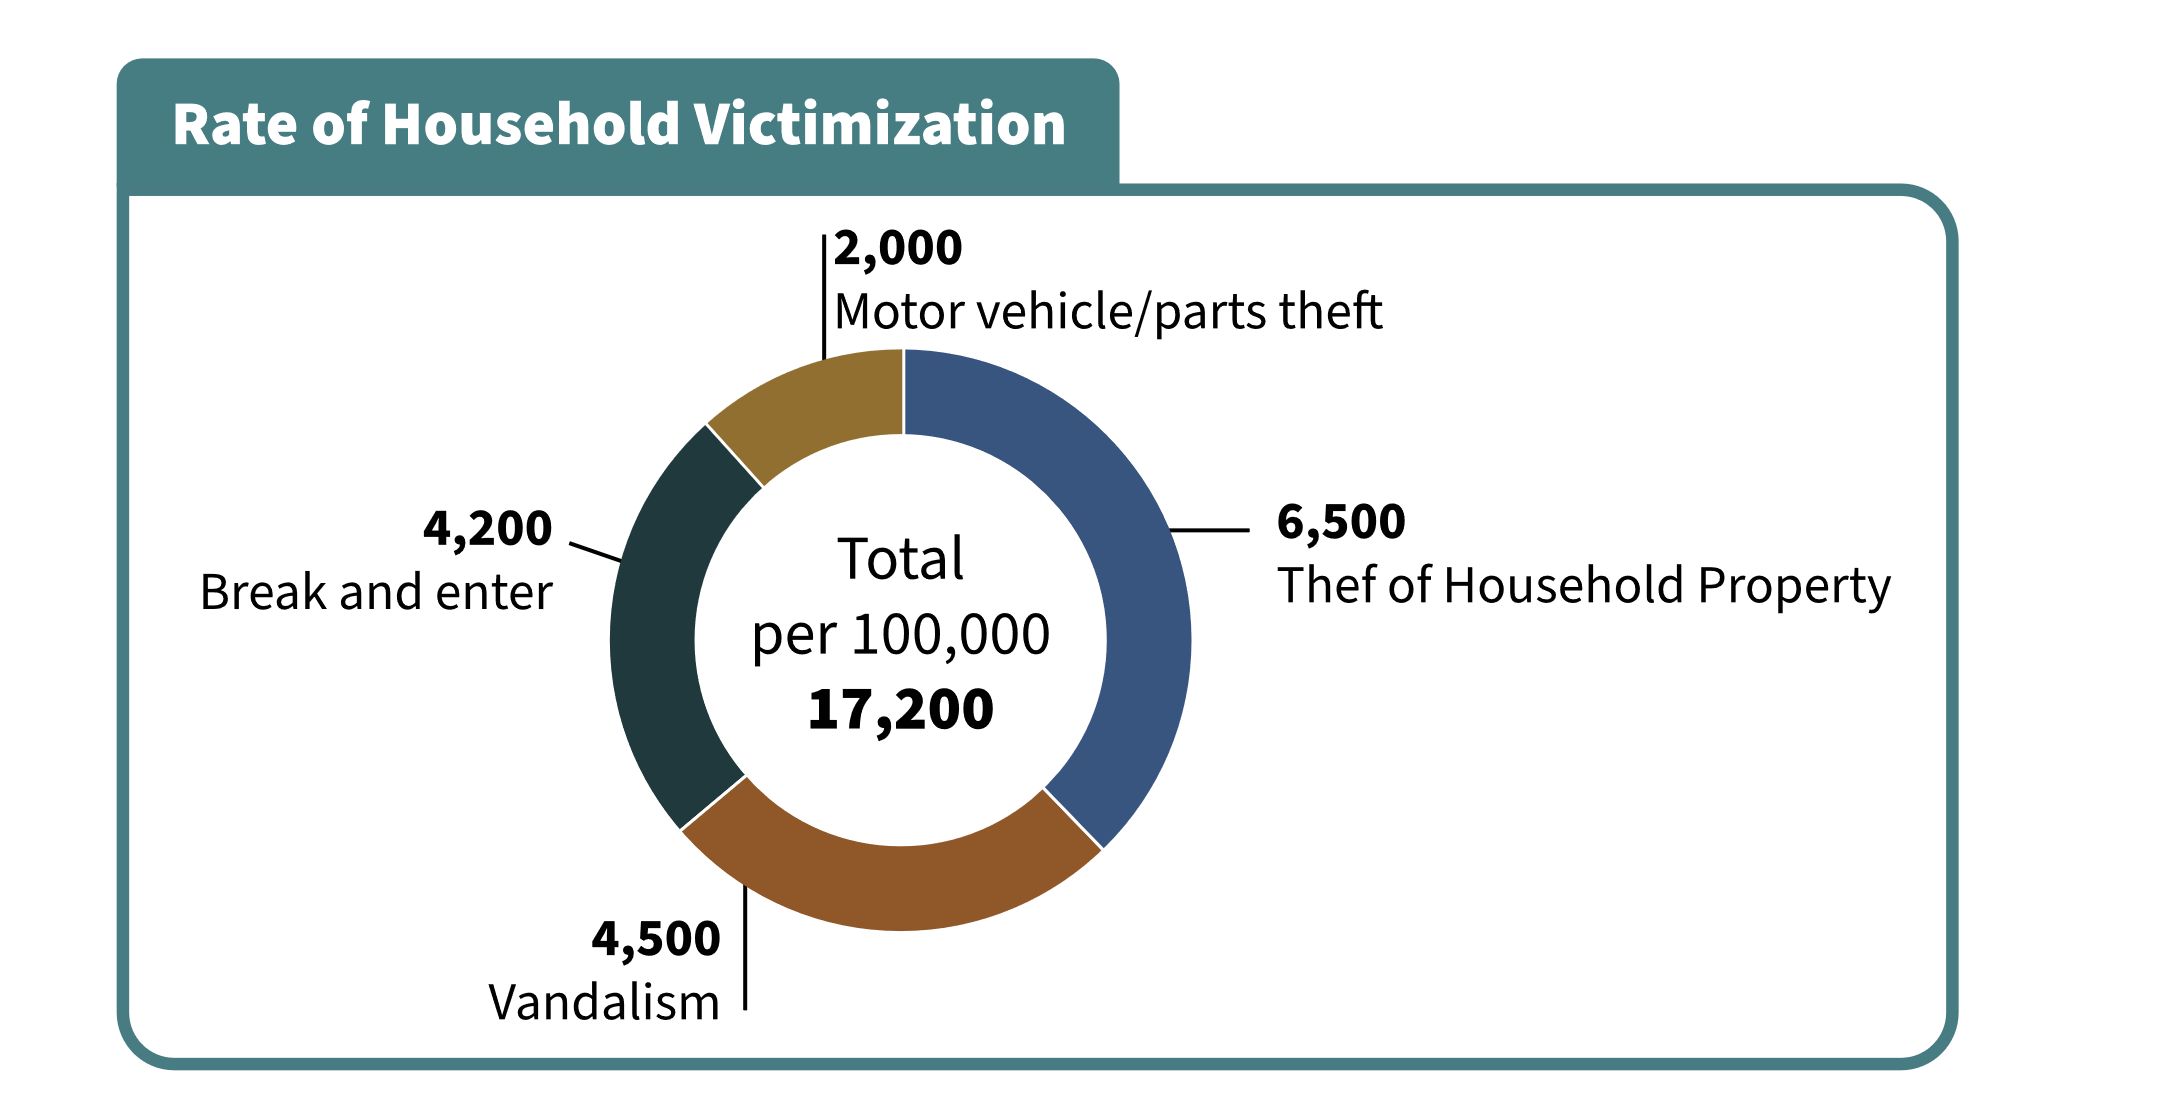 Rate of Household Victimization
2,000
Motor vehicle/parts theft
6,500
Thef of Household Property
4,200
Break and enter
Total
per 100,000
17,200
4,500
Vandalism